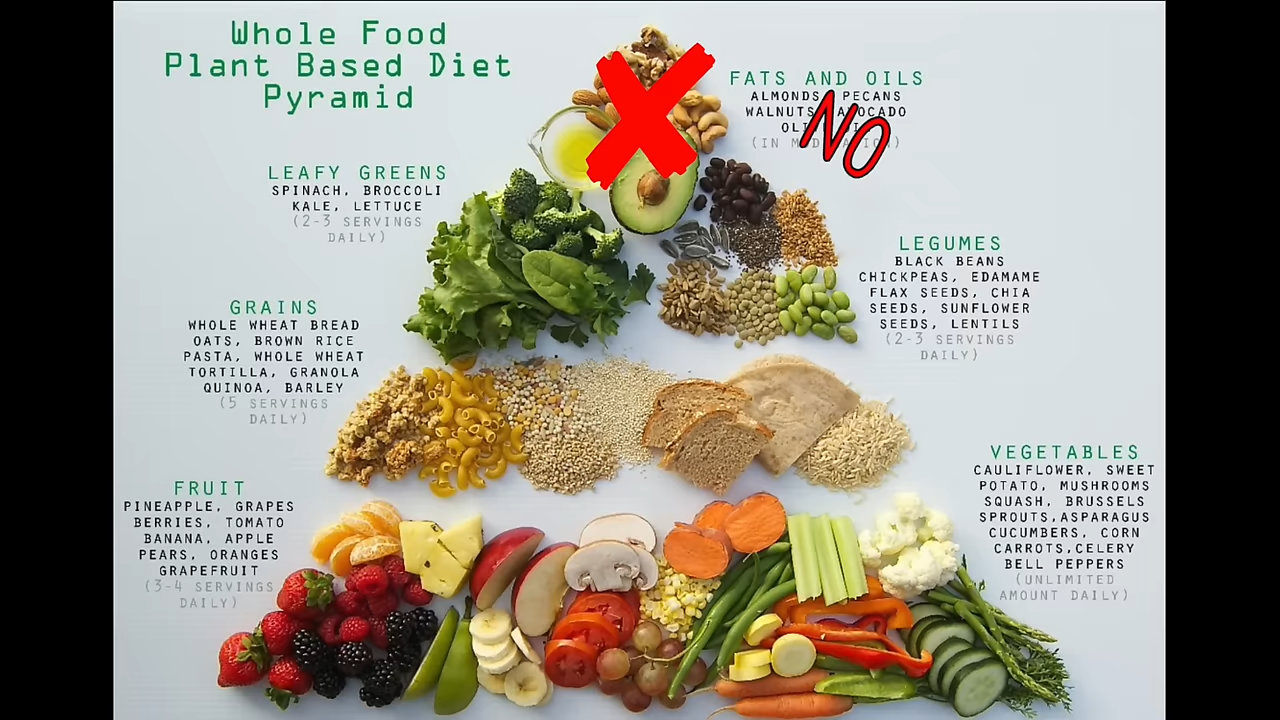 Whole Food
Plant Based Diet
Pyramid
FATS AND OILS
ALMONDS, PECANS
WALNUTS, AVOCADO
NO
LEAFY GREENS
SPINACH, BROCCOLI
KALE, LETTUCE
(2-3 SERVINGS
DAILY)
LEGUMES
BLACK BEANS
CHICKPEAS, EDAMAME
FLAX SEEDS, CHIA
SEEDS, SUNFLOWER
SEEDS, LENTILS
(2-3 SERVINGS
DAILY)
GRAINS
WHOLE WHEAT BREAD
OATS, BROWN RICE
PASTA, WHOLE WHEAT
TORTILLA, GRANOLA
QUINOA, BARLEY
(5 SERVINGS
DAILY)
VEGETABLES
CAULIFLOWER, SWEET
POTATO, MUSHROOMS
SQUASH, BRUSSELS
SPROUTS,ASPARAGUS
CUCUMBERS, CORN
CARROTS,CELERY
BELL PEPPERS
(UNLIMITED
AMOUNT DAILY)
FRUIT
PINEAPPLE, GRAPES
BERRIES, TOMATO
BANANA, APPLE
PEARS, ORANGES
GRAPEFRUIT
(3-4 SERVINGS
DAILY)